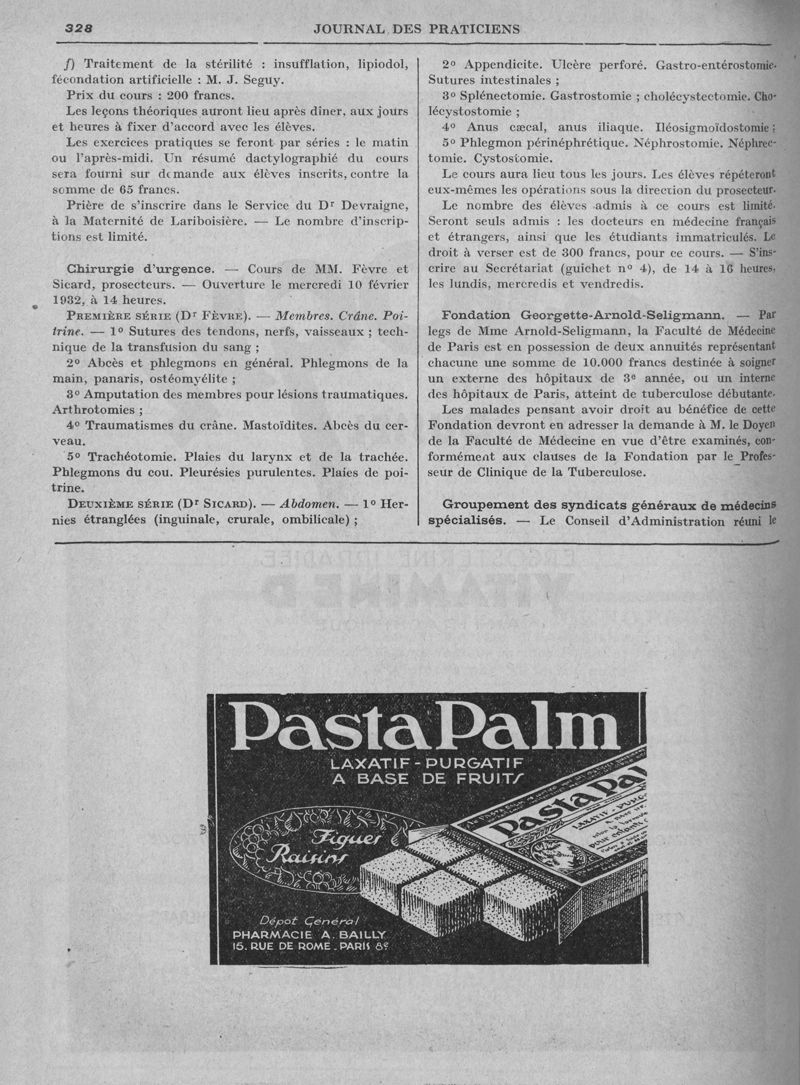 328
JOURNAL DES PRATICIENS
f) Traitement de la stérilité : insufflation, lipiodol,
fécondation artificielle : M. J. Seguy.
Prix du cours : 200 francs.
Les leçons théoriques auront lieu après dîner, aux jours
et heures à fixer d'accord avec les élèves.
Les exercices pratiques se feront par séries : le matin
ou l'après-midi. Un résumé dactylographié du cours
sera fourni sur demande aux élèves inscrits, contre la
somme de 65 francs.
Prière de s'inscrire dans le Service du Dr Devraigne,
à la Maternité de Lariboisière. — Le nombre d'inscrip-
tions est limité.
Chirurgie d'urgence. — Cours de MM. Fèvre et
Sicard, prosecteurs. — Ouverture le mercredi 10 février
1932, à 14 heures.
PREMIÈRE SÉRIE (Dr FÈVRE). — Membres. Crâne. Poi-
trine. — 1º Sutures des tendons, nerfs, vaisseaux ; tech-
nique de la transfusion du sang ;
2º Abcès et phlegmons en général. Phlegmons de la
main, panaris, ostéomyélite ;
3º Amputation des membres pour lésions traumatiques.
Arthrotomies ;
4º Traumatismes du crâne. Mastoïdites. Abcès du cer-
veau.
5º Trachéotomie. Plaies du larynx et de la trachée.
Phlegmons du cou. Pleurésies purulentes. Plaies de poi-
trine.
DEUXIÈME SÉRIE (Dr SICARD). — Abdomen. — 1º Her-
nies étranglées (inguinale, crurale, ombilicale) ;
2º Appendicite. Ulcère perforé. Gastro-entérostomie.
Sutures intestinales ;
3º Splénectomie. Gastrostomie ; cholécystectomie. Cho-
lécystostomie ;
4º Anus cæcal, anus iliaque. Iléosigmoïdostomie ;
5º Phlegmon périnéphrétique. Néphrostomie. Néphrec-
tomie. Cystostomie.
Le cours aura lieu tous les jours. Les élèves répéteront
eux-mêmes les opérations sous la direction du prosecteur.
Le nombre des élèves admis à ce cours est limité.
Seront seuls admis : les docteurs en médecine français
et étrangers, ainsi que les étudiants immatriculés. Le
droit à verser est de 300 francs, pour ce cours. — S'ins-
crire au Secrétariat (guichet nº 4), de 14 à 16 heures,
les lundis, mercredis et vendredis.
Fondation Georgette-Arnold-Seligmann. — Par
legs de Mme Arnold-Seligmann, la Faculté de Médecine
de Paris est en possession de deux annuités représentant
chacune une somme de 10.000 francs destinée à soigner
un externe des hôpitaux de 3e année, ou un interne
des hôpitaux de Paris, atteint de tuberculose débutante.
Les malades pensant avoir droit au bénéfice de cette
Fondation devront en adresser la demande à M. le Doyen
de la Faculté de Médecine en vue d'être examinés, con-
formément aux clauses de la Fondation par le Profes-
seur de Clinique de la Tuberculose.
Groupement des syndicats généraux de médecins
spécialisés. — Le Conseil d'Administration réuni le
PastaPalm
LAXATIF - PURGATIF
A BASE DE FRUITS
Figues
Raisins
Pasta Pal
LAXATIF - PURG
Dépot Général
PHARMACIE A. BAILLY
15. RUE DE ROME. PARIS 8e